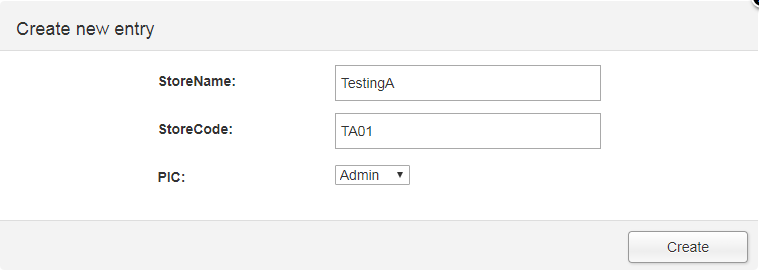 Create new entry
StoreName: TestingA
StoreCode: TA01
PIC: Admin
Create